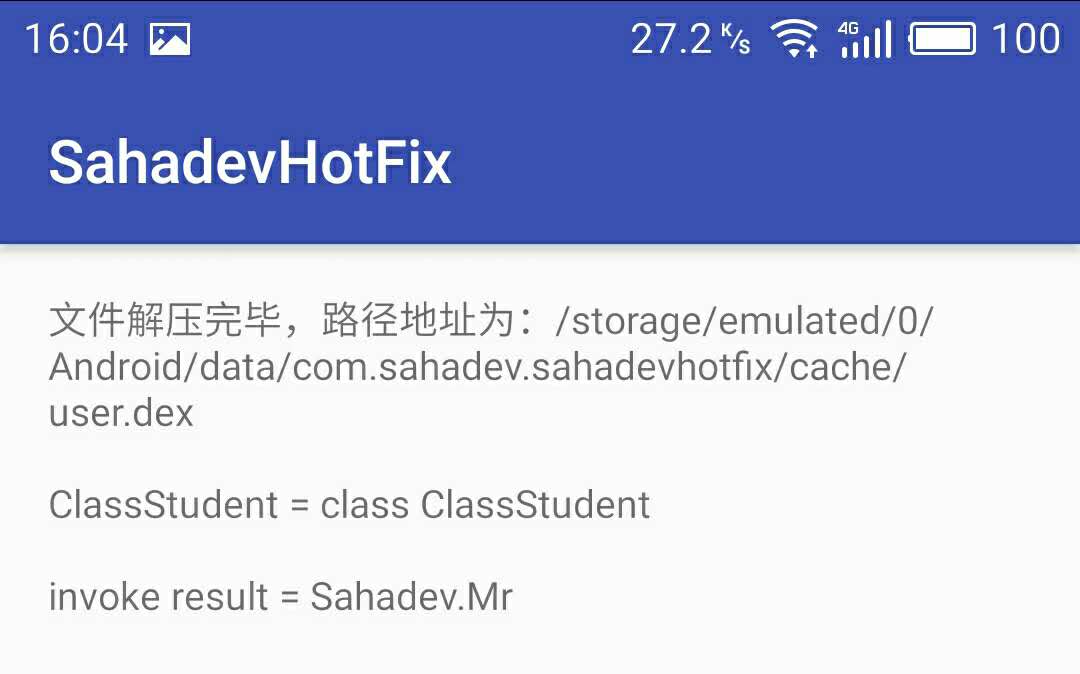 16:04 27.2 K/s 4G 100
SahadevHotFix
文件解压完毕，路径地址为：/storage/emulated/0/
Android/data/com.sahadev.sahadevhotfix/cache/
user.dex
ClassStudent = class ClassStudent
invoke result = Sahadev.Mr